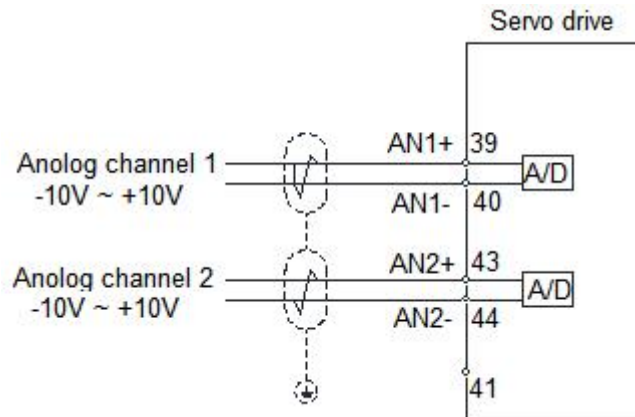 Servo drive
AN1+ 39
Anolog channel 1
-10V ~ +10V
A/D
AN1- 40
AN2+ 43
Anolog channel 2
-10V ~ +10V
A/D
AN2- 44
41